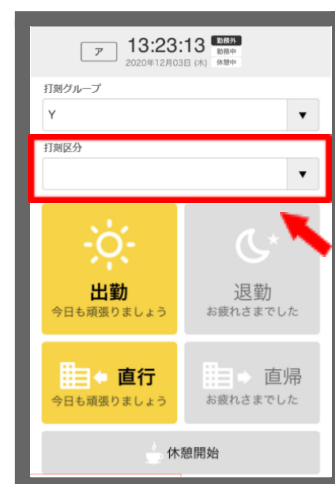 ア
13:23:13
勤務外
勤務中
休憩中
2020年12月03日 (木)
打刻グループ
Y
打刻区分
出勤
今日も頑張りましょう
退勤
お疲れさまでした
直行
今日も頑張りましょう
直帰
お疲れさまでした
休憩開始